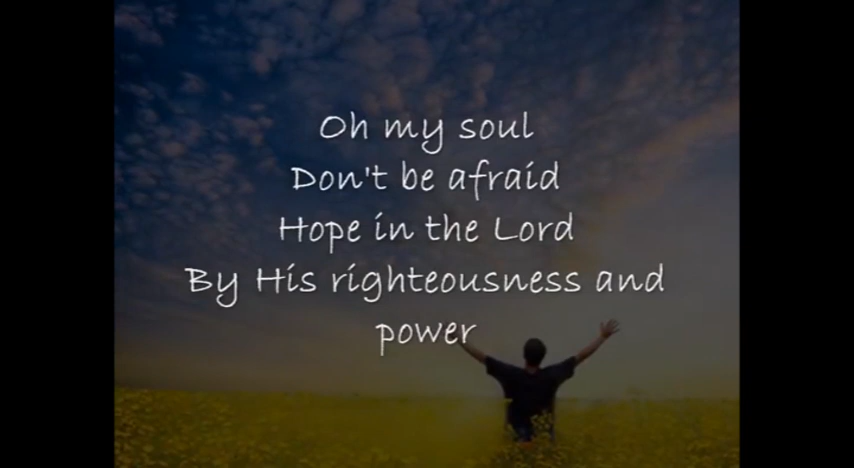 Oh my soul
Don't be afraid
Hope in the Lord
By His righteousness and
power